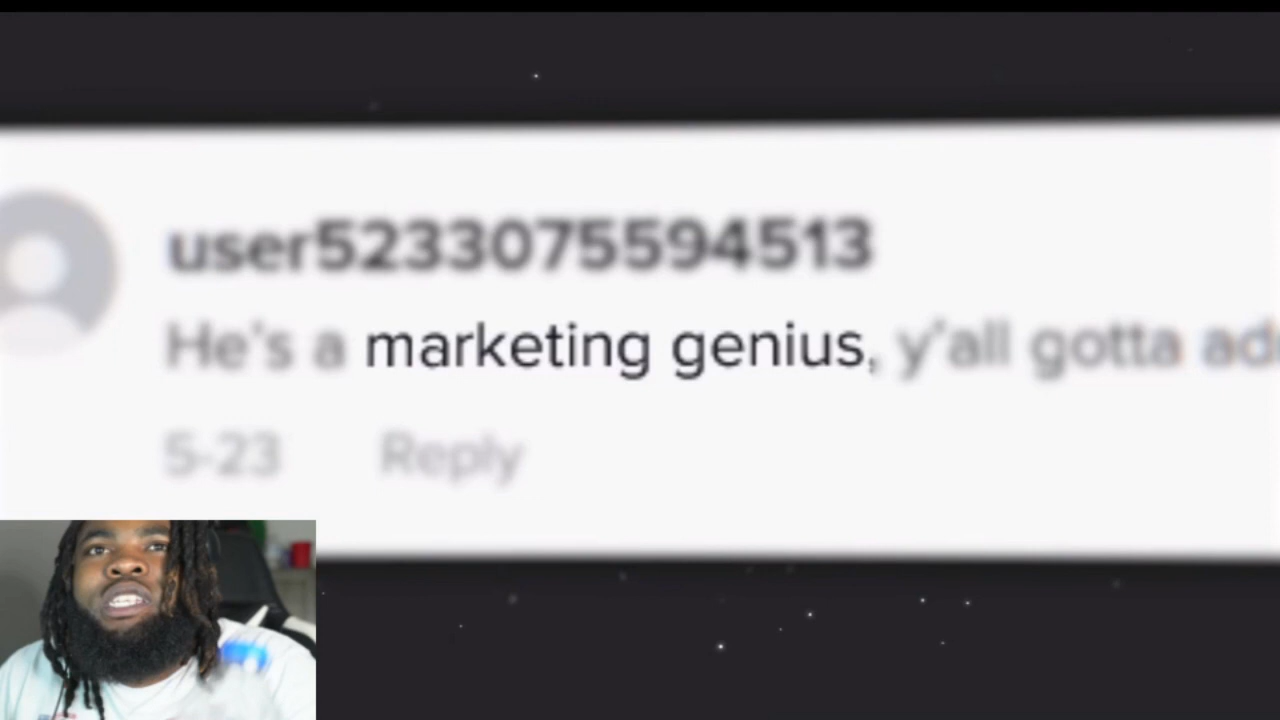 user5233075594513
He's a marketing genius, y'all gotta
5-23 Reply